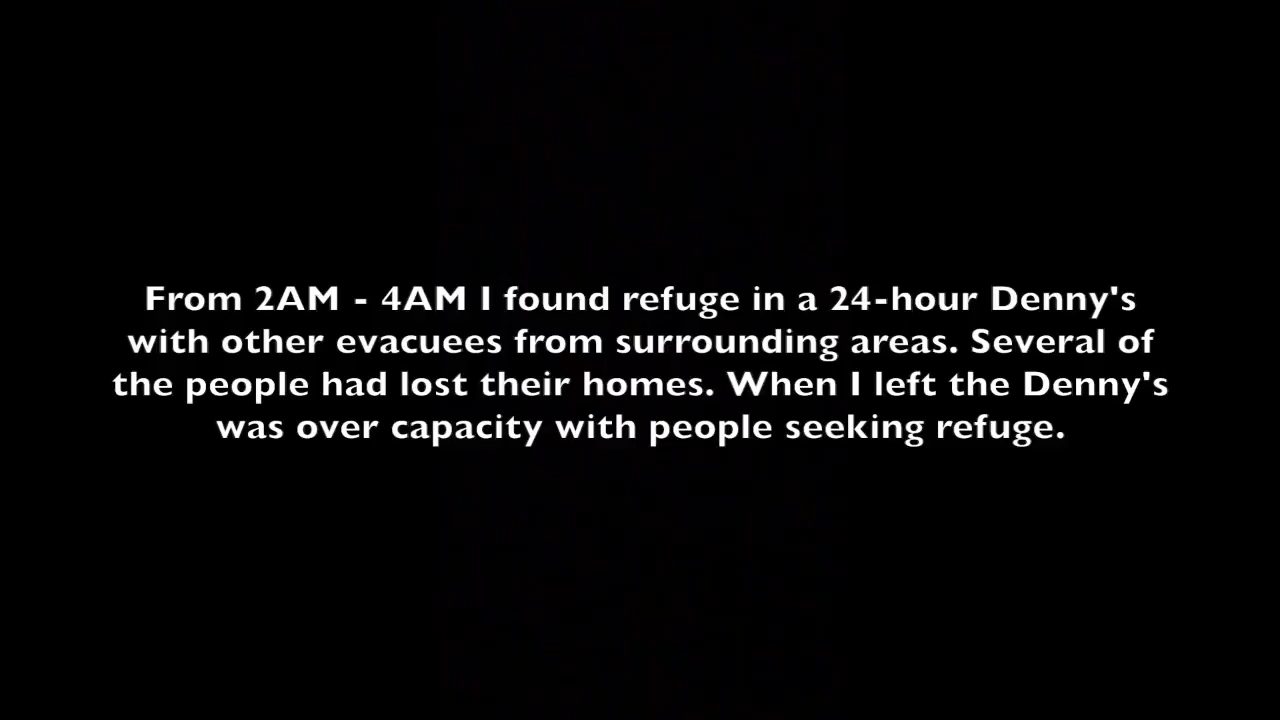 From 2AM - 4AM I found refuge in a 24-hour Denny's
with other evacuees from surrounding areas. Several of
the people had lost their homes. When I left the Denny's
was over capacity with people seeking refuge.